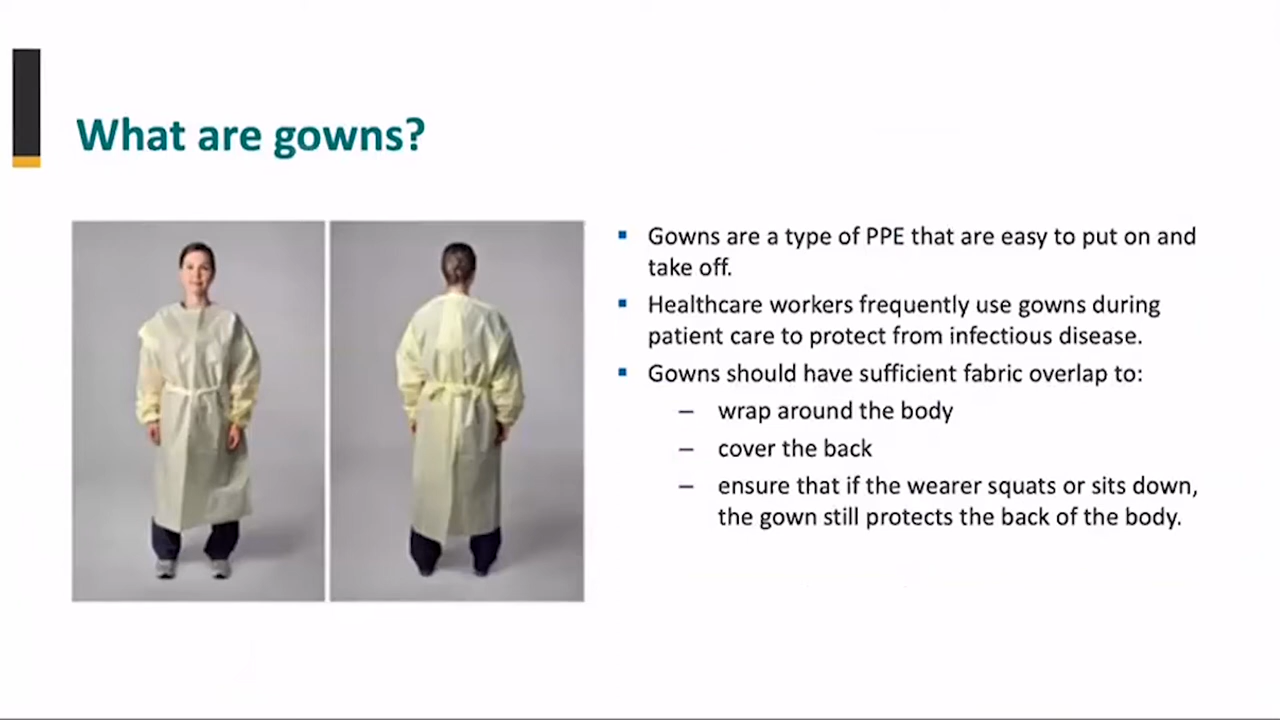 What are gowns?
▪ Gowns are a type of PPE that are easy to put on and
take off.
▪ Healthcare workers frequently use gowns during
patient care to protect from infectious disease.
▪ Gowns should have sufficient fabric overlap to:
– wrap around the body
– cover the back
– ensure that if the wearer squats or sits down,
the gown still protects the back of the body.